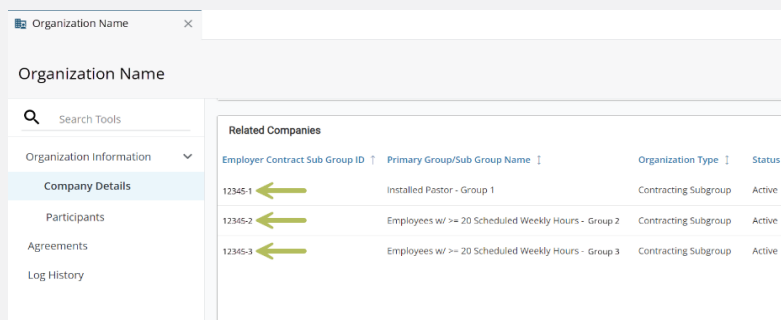 Organization Name
Organization Name
Search Tools
Organization Information
Company Details
Participants
Agreements
Log History
Related Companies
Employer Contract Sub Group ID Primary Group/Sub Group Name Organization Type Status
12345-1 Installed Pastor - Group 1 Contracting Subgroup Active
12345-2 Employees w/ >= 20 Scheduled Weekly Hours - Group 2 Contracting Subgroup Active
12345-3 Employees w/ >= 20 Scheduled Weekly Hours - Group 3 Contracting Subgroup Active